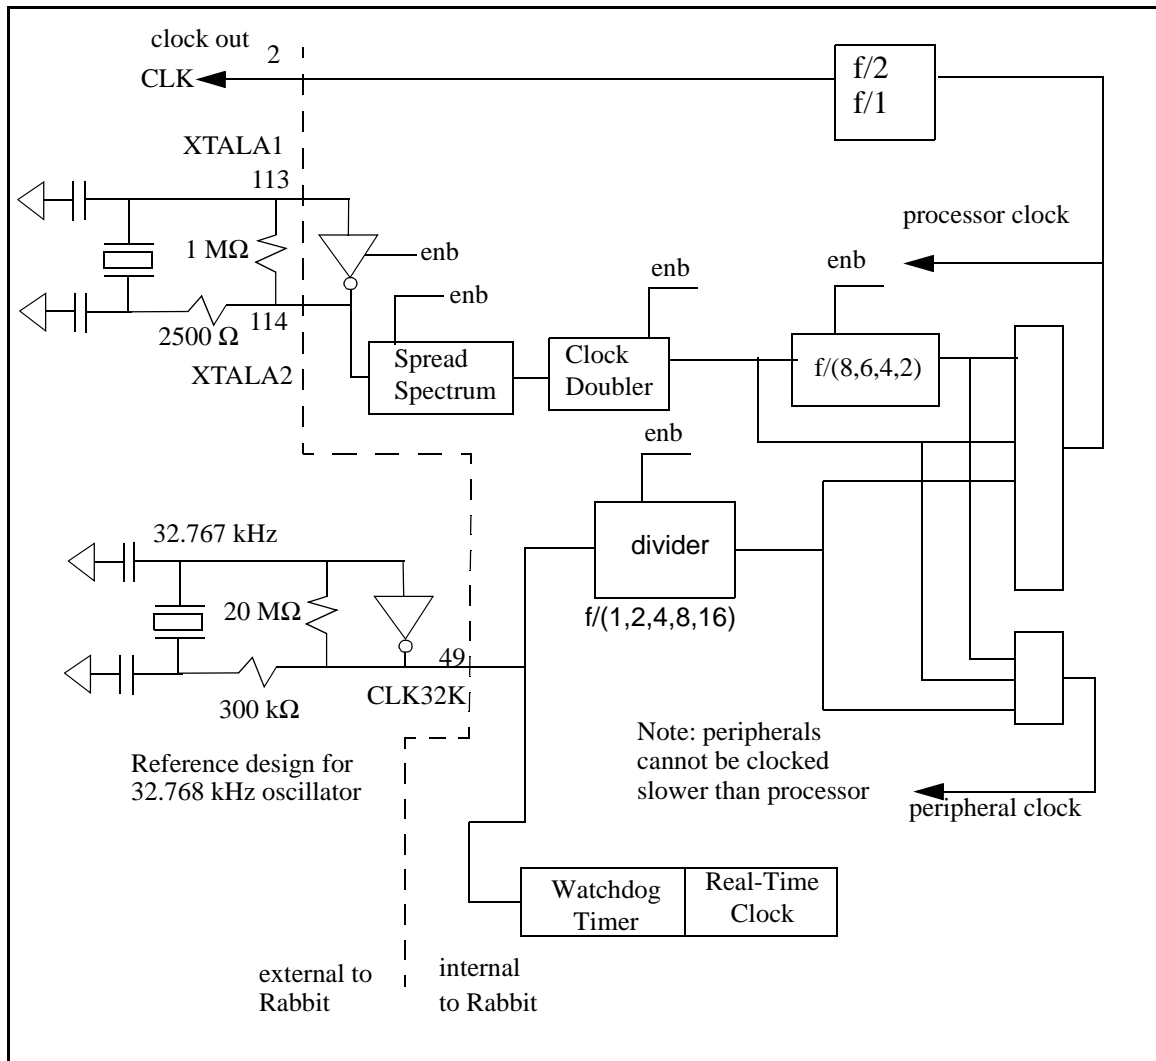 clock out
2
CLK
f/2
f/1
XTALA1
113
processor clock
1 MΩ
enb
enb
enb
enb
2500 Ω
114
XTALA2
Spread
Spectrum
Clock
Doubler
f/(8,6,4,2)
enb
32.767 kHz
divider
f/(1,2,4,8,16)
20 MΩ
49
CLK32K
300 kΩ
Reference design for
32.768 kHz oscillator
Note: peripherals
cannot be clocked
slower than processor
peripheral clock
Watchdog
Timer
Real-Time
Clock
external to
Rabbit
internal
to Rabbit